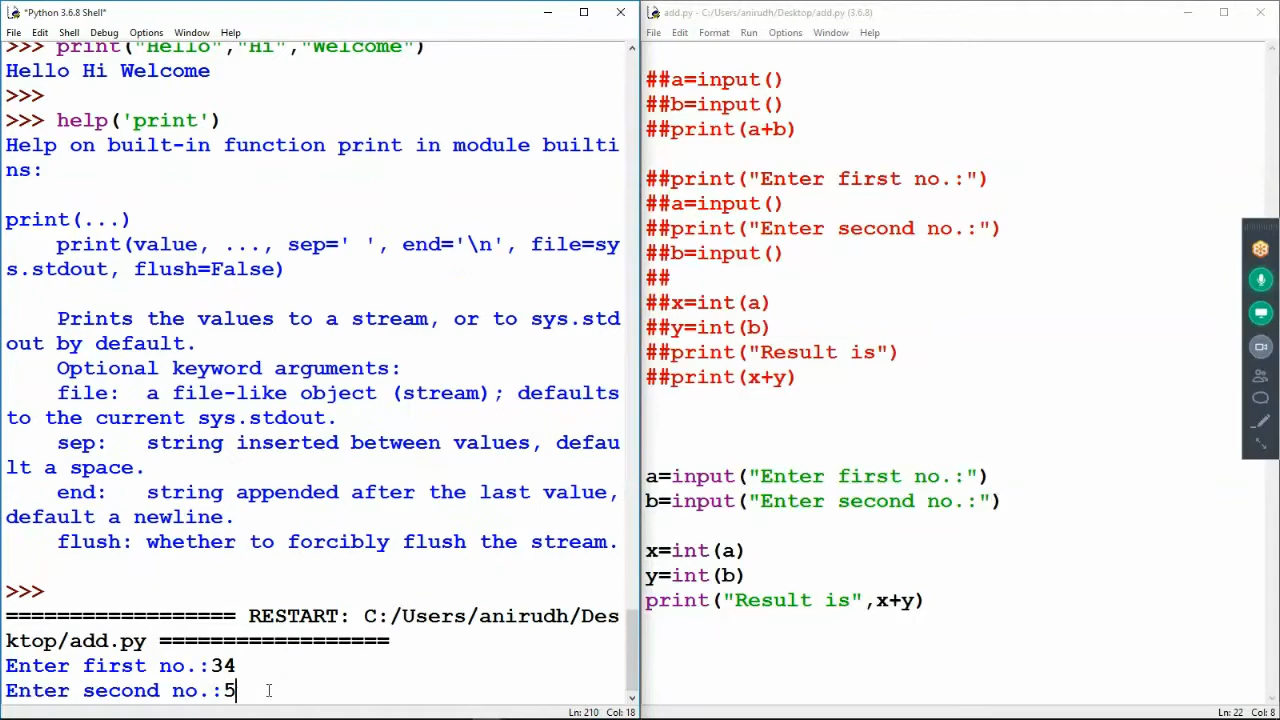 *Python 3.6.8 Shell*
File Edit Shell Debug Options Window Help
>>> print("Hello","Hi","Welcome")
Hello Hi Welcome
>>>
>>> help('print')
Help on built-in function print in module builti
ns:
print(...)
    print(value, ..., sep=' ', end='\n', file=sy
s.stdout, flush=False)
    Prints the values to a stream, or to sys.std
out by default.
    Optional keyword arguments:
    file:  a file-like object (stream); defaults
to the current sys.stdout.
    sep:   string inserted between values, defau
lt a space.
    end:   string appended after the last value,
default a newline.
    flush: whether to forcibly flush the stream.
>>>
================== RESTART: C:/Users/anirudh/Des
ktop/add.py ==================
Enter first no.:34
Enter second no.:5
Ln: 210 Col: 18
add.py - C:/Users/anirudh/Desktop/add.py (3.6.8)
File Edit Format Run Options Window Help
##a=input()
##b=input()
##print(a+b)
##print("Enter first no.:")
##a=input()
##print("Enter second no.:")
##b=input()
##
##x=int(a)
##y=int(b)
##print("Result is")
##print(x+y)
a=input("Enter first no.:")
b=input("Enter second no.:")
x=int(a)
y=int(b)
print("Result is",x+y)
Ln: 22 Col: 8